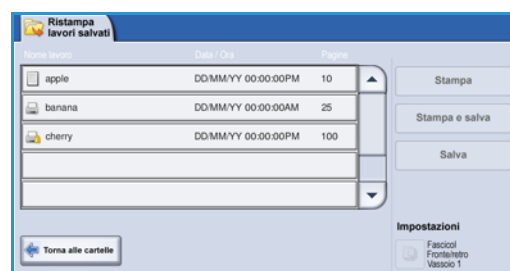 Ristampa
lavori salvati
Nome lavoro Data / Ora Pagine
apple DD/MM/YY 00:00:00PM 10
banana DD/MM/YY 00:00:00AM 25
cherry DD/MM/YY 00:00:00PM 100
Stampa
Stampa e salva
Salva
Impostazioni
Fascicol
Fronte/retro
Vassoio 1
Torna alle cartelle